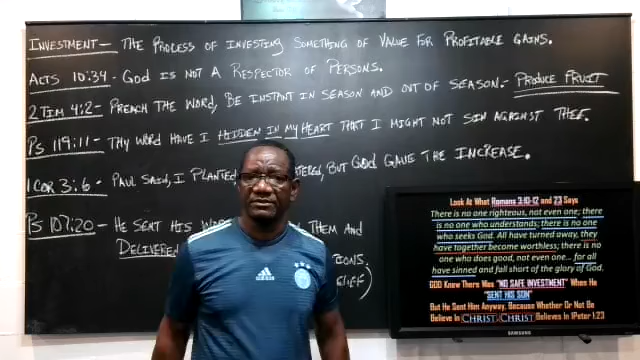 INVESTMENT - THE PROCESS OF INVESTING SOMETHING OF VALUE FOR PROFITABLE GAINS.
ACTS 10:34 - GOD IS NOT A RESPECTOR OF PERSONS.
2 TIM 4:2 - PREACH THE WORD, BE INSTANT IN SEASON AND OUT OF SEASON. - PRODUCE FRUIT
PS 119:11 - THY WORD HAVE I HIDDEN IN MY HEART THAT I MIGHT NOT SIN AGAINST THEE.
1 COR 3:6 - PAUL SAID, I PLANTED, BUT GOD GAVE THE INCREASE.
PS 107:20 - HE SENT HIS THEM AND
Look At What Romans 3:10-12 and 23 Says
There is no one righteous, not even one; there
is no one who understands; there is no one
who seeks God. All have turned away, they
have together become worthless; there is no
one who does good, not even one... for all
have sinned and fall short of the glory of God.
GOD Knew There Was "NO SAFE INVESTMENT" When He
"SENT HIS SON"
But He Sent Him Anyway, Because Whether Or Not We
Believe In CHRIST, CHRIST Believes In 1Peter 1:23
SAMSUNG
adidas